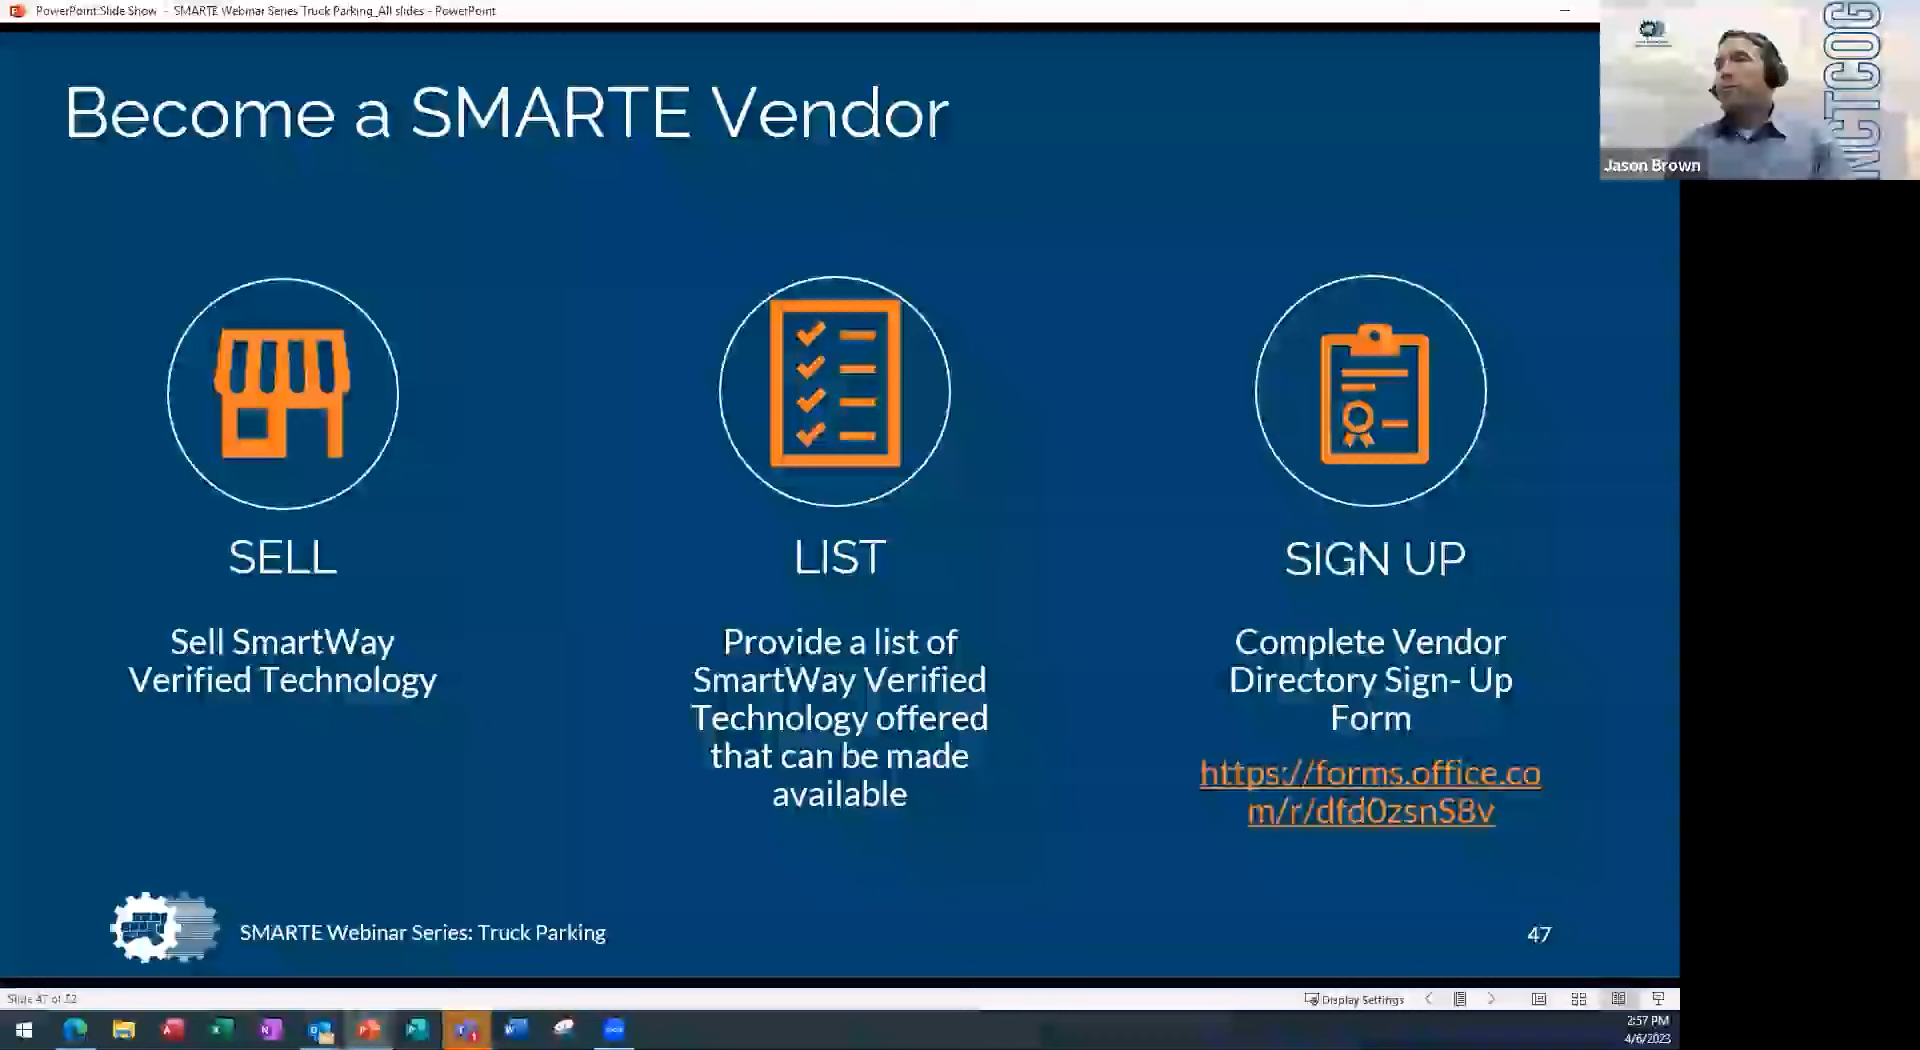 PowerPoint Slide Show - SMARTE Webinar Series Truck Parking_All slides - PowerPoint
NCTCOG
Jason Brown
Become a SMARTE Vendor
SELL
Sell SmartWay
Verified Technology
LIST
Provide a list of
SmartWay Verified
Technology offered
that can be made
available
SIGN UP
Complete Vendor
Directory Sign- Up
Form
https://forms.office.co
m/r/dfd0zsnS8v
SMARTE Webinar Series: Truck Parking
47
Slide 47 of 52
Display Settings
2:57 PM
4/6/2023